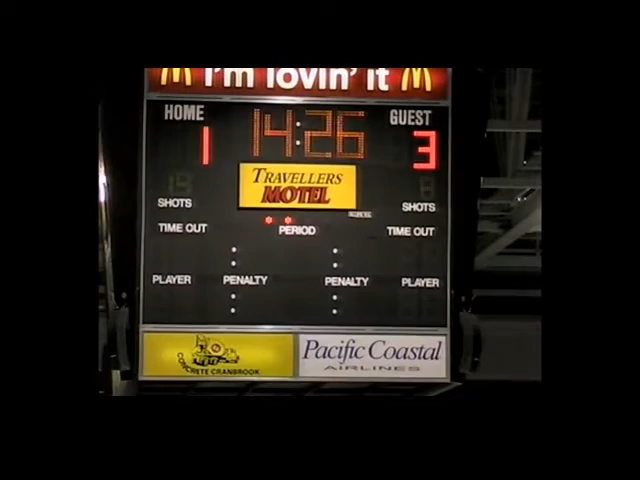 I'm lovin' it
HOME
GUEST
14:26
1
3
TRAVELLERS
MOTEL
SHOTS
SHOTS
TIME OUT
PERIOD
TIME OUT
PLAYER
PENALTY
PENALTY
PLAYER
CONCRETE CRANBROOK
Pacific Coastal
AIRLINES